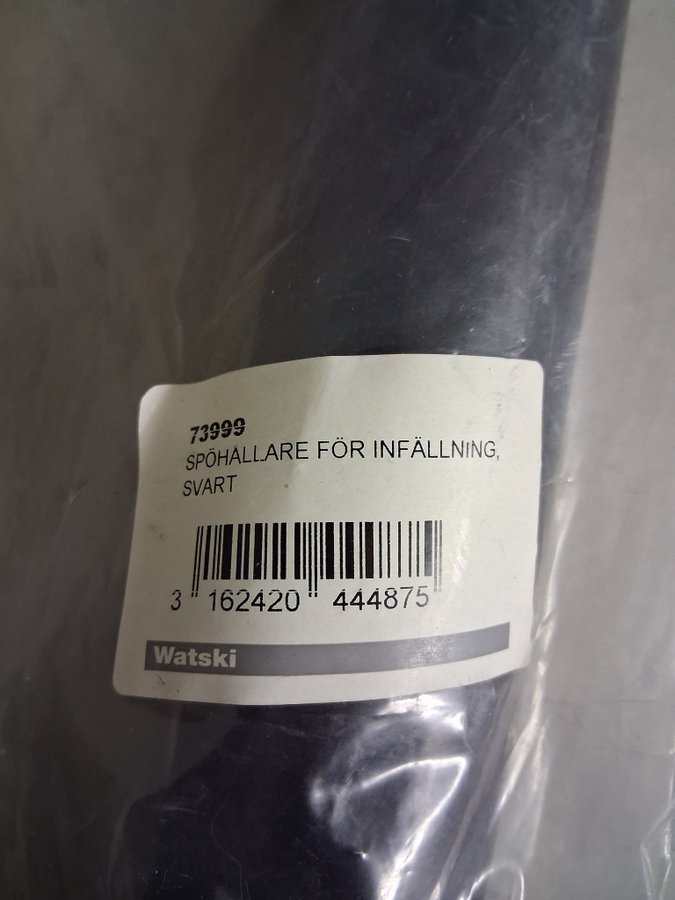 73999
SPÖHÅLLARE FÖR INFÄLLNING,
SVART
3 162420 444875
Watski